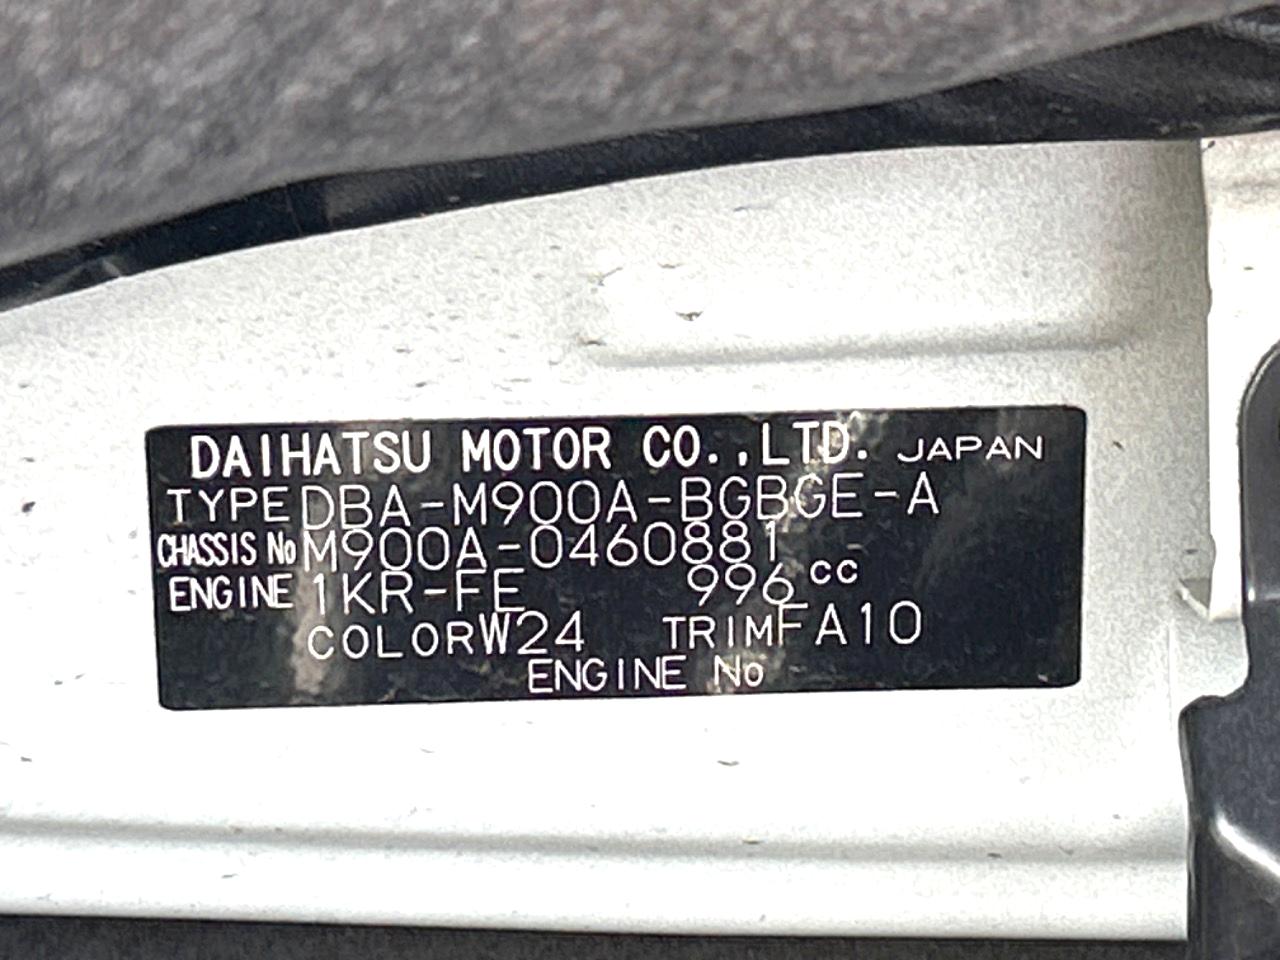 DAIHATSU MOTOR CO.,LTD. JAPAN
TYPE DBA-M900A-BGBGE-A
CHASSIS No M900A-0460881
ENGINE 1KR-FE 996cc
COLOR W24 TRIM FA10
ENGINE No